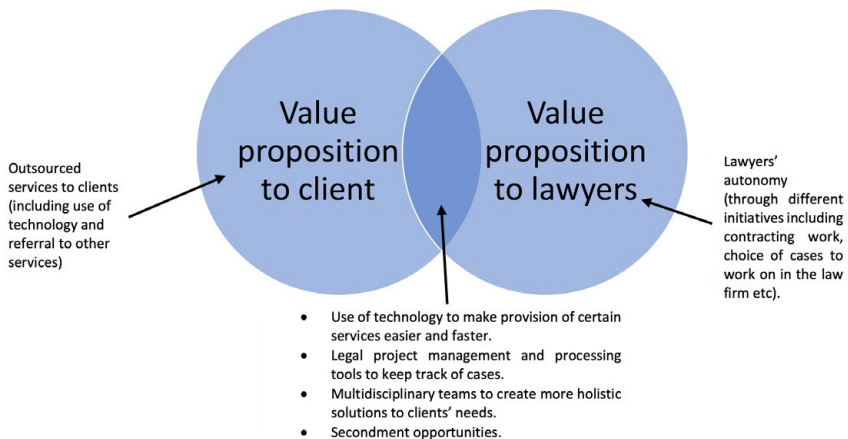 Value
proposition
to client
Value
proposition
to lawyers
Outsourced
services to clients
(including use of
technology and
referral to other
services)
Lawyers’
autonomy
(through different
initiatives including
contracting work,
choice of cases to
work on in the law
firm etc).
• Use of technology to make provision of certain
services easier and faster.
• Legal project management and processing
tools to keep track of cases.
• Multidisciplinary teams to create more holistic
solutions to clients’ needs.
• Secondment opportunities.